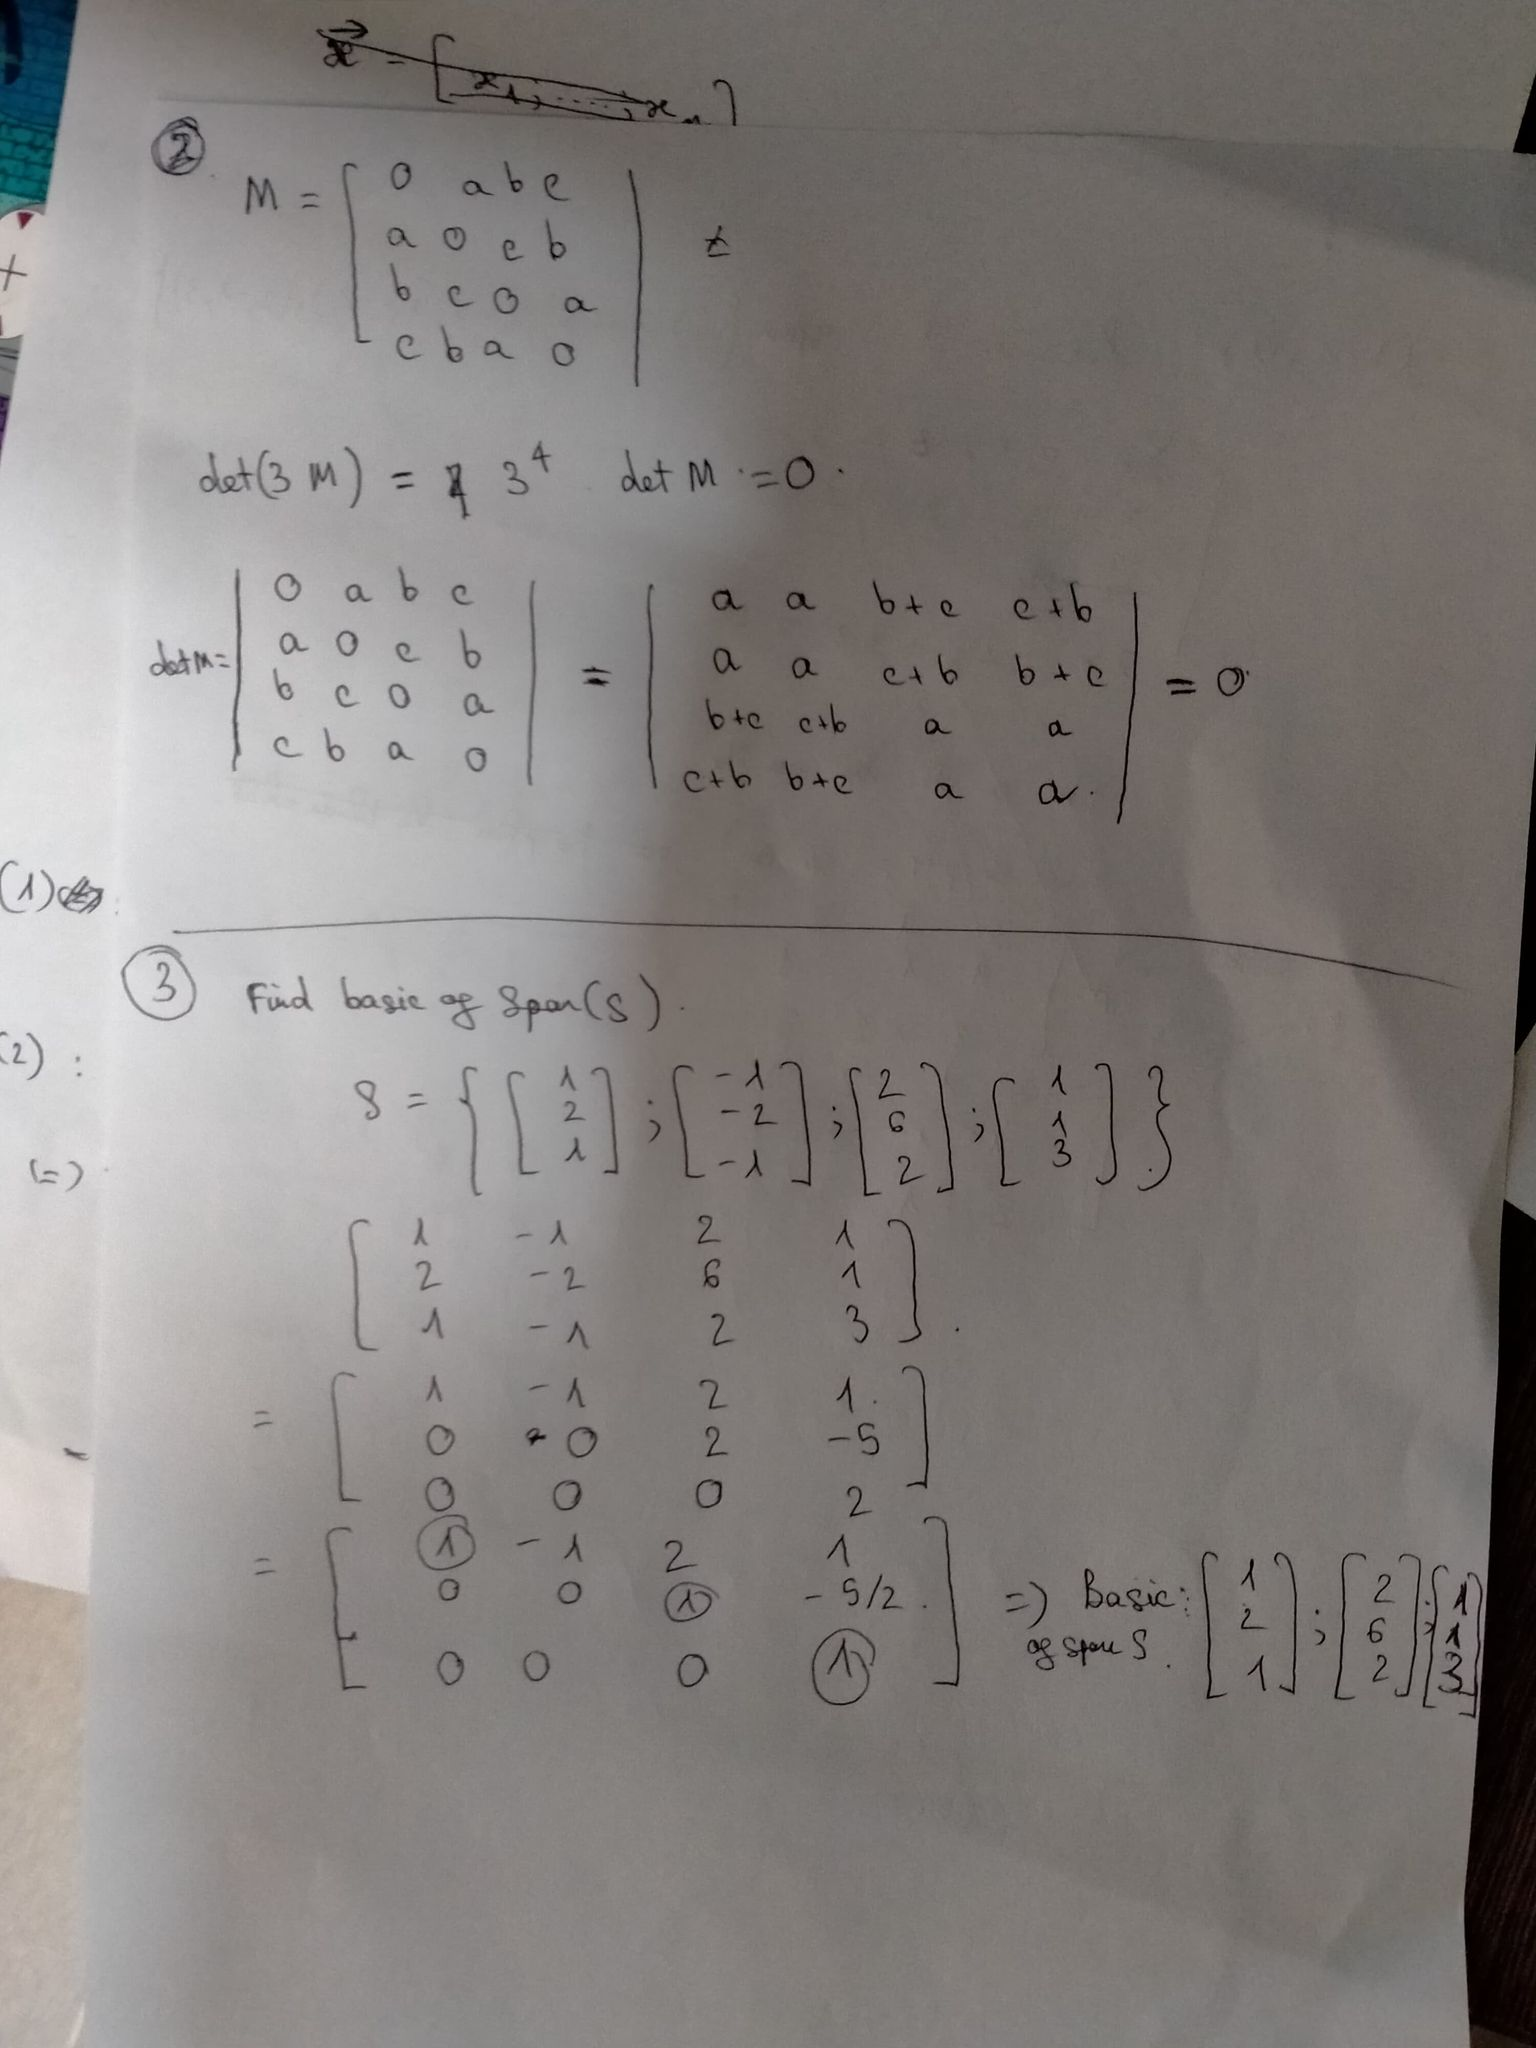 x⃗ = [x₁; ....; xₙ]
②
M = [ 0 a b c
a 0 c b
b c 0 a
c b a 0 |
det(3 M) = 3⁴ det M = 0.
det M = | 0 a b c | = | a a b+c c+b | = 0
| a 0 c b | | a a c+b b+c |
| b c 0 a | | b+c c+b a a |
| c b a 0 | | c+b b+c a a. |
(1)
③ Find basic of Span(S).
(2) :
S = { [ 1 2 1 ] ; [ -1 -2 -1 ] ; [ 2 6 2 ] ; [ 1 1 3 ] }
(=)
[ 1 -1 2 1 ]
[ 2 -2 6 1 ]
[ 1 -1 2 3 ] .
= [ 1 -1 2 1. ]
[ 0 0 2 -5 ]
[ 0 0 0 2 ]
= [ ① -1 2 1 ]
[ 0 0 ① -5/2 . ] => Basic: [ 1 2 1 ] ; [ 2 6 2 ] ; [ 1 1 3 ]
of span S.
[ 0 0 0 ① ]